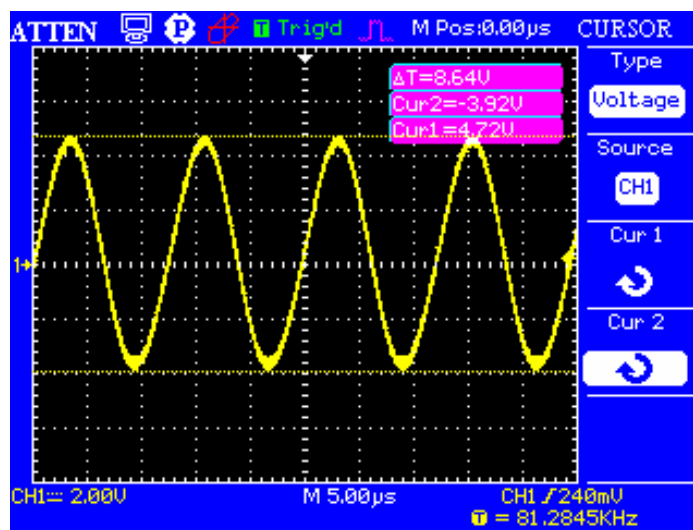 ATTEN P T Trig'd M Pos:0.00µs CURSOR
Type
Voltage
Source
CH1
Cur 1
Cur 2
ΔT=8.64V
Cur2=-3.92V
Cur1=4.72V
1
CH1 2.00V M 5.00µs CH1 240mV
T = 81.2845KHz